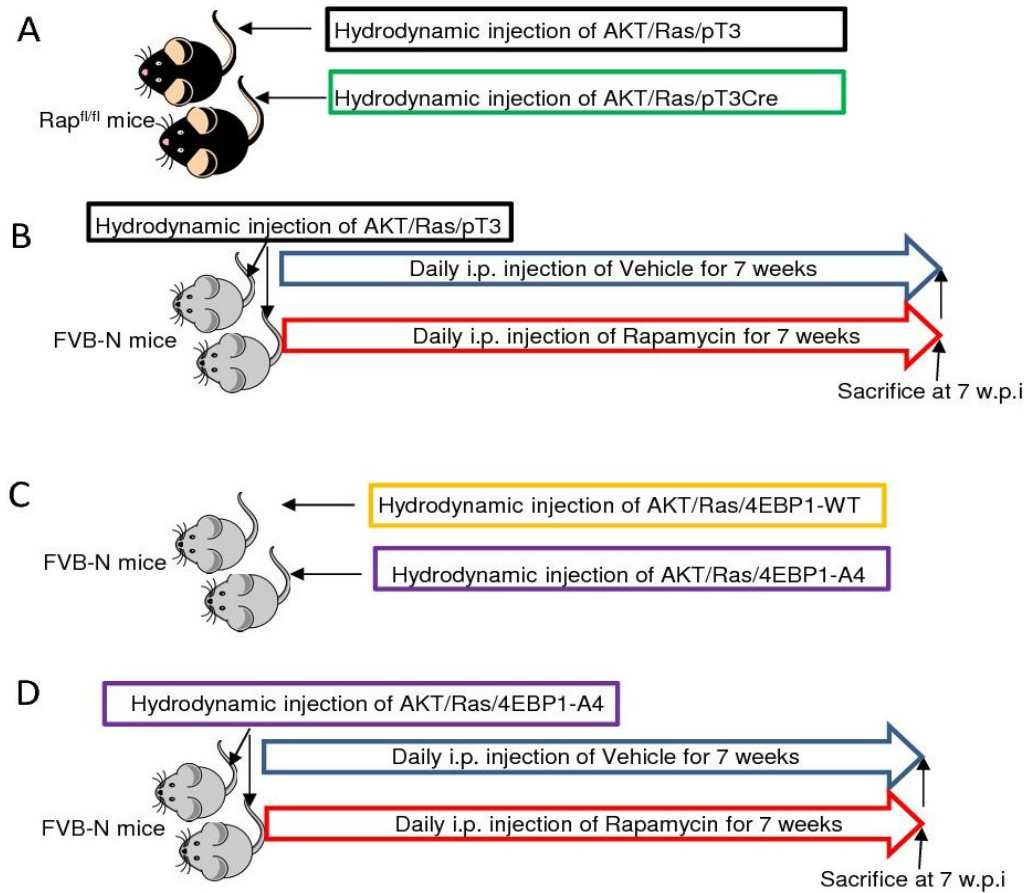 A
Hydrodynamic injection of AKT/Ras/pT3
Hydrodynamic injection of AKT/Ras/pT3Cre
Rapfl/fl mice
B
Hydrodynamic injection of AKT/Ras/pT3
Daily i.p. injection of Vehicle for 7 weeks
FVB-N mice
Daily i.p. injection of Rapamycin for 7 weeks
Sacrifice at 7 w.p.i
C
Hydrodynamic injection of AKT/Ras/4EBP1-WT
FVB-N mice
Hydrodynamic injection of AKT/Ras/4EBP1-A4
D
Hydrodynamic injection of AKT/Ras/4EBP1-A4
Daily i.p. injection of Vehicle for 7 weeks
FVB-N mice
Daily i.p. injection of Rapamycin for 7 weeks
Sacrifice at 7 w.p.i